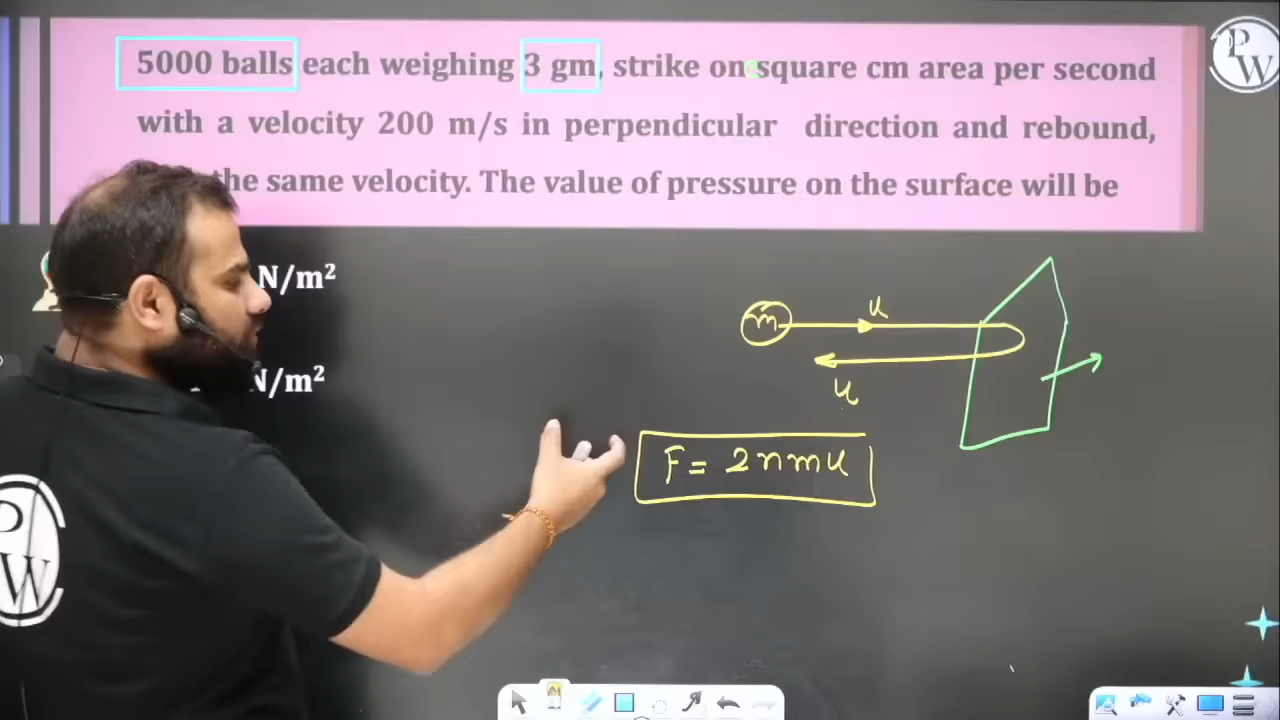 5000 balls each weighing 3 gm, strike on square cm area per second
with a velocity 200 m/s in perpendicular direction and rebound,
the same velocity. The value of pressure on the surface will be
N/m²
N/m²
m
u
u
F = 2nmu
P
W
P
W